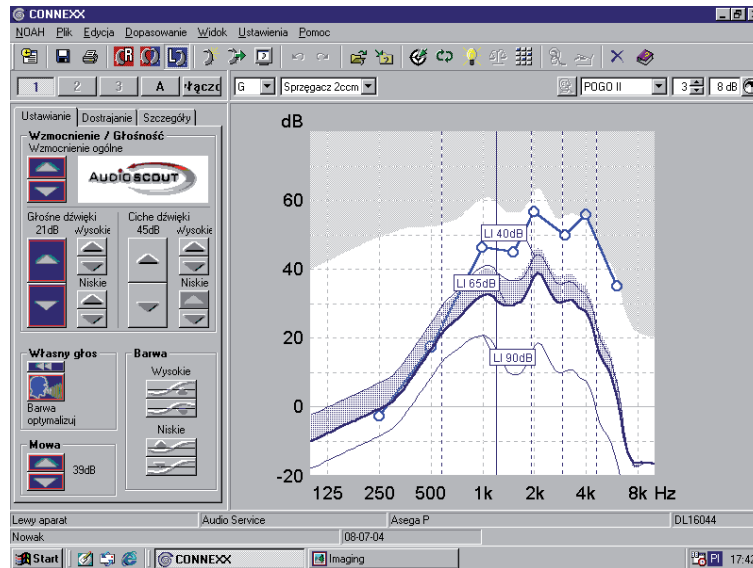 CONNEXX
NOAH Plik Edycja Dopasowanie Widok Ustawienia Pomoc
1 2 3 A włączo G Sprzęgacz 2ccm POGO II 3 8 dB
Ustawianie Dostrajanie Szczegóły
Wzmocnienie / Głośność
Wzmocnienie ogólne
AUDIOSCOUT
Głośne dźwięki Ciche dźwięki
21dB Wysokie 45dB Wysokie
Niskie Niskie
Własny głos Barwa
Wysokie
Barwa
optymalizuj
Niskie
Mowa
39dB
dB
60
40
20
0
-20
LI 40dB
LI 65dB
LI 90dB
125 250 500 1k 2k 4k 8k Hz
Lewy aparat Audio Service Asega P DL16044
Nowak 08-07-04
Start CONNEXX Imaging Pl 17:42